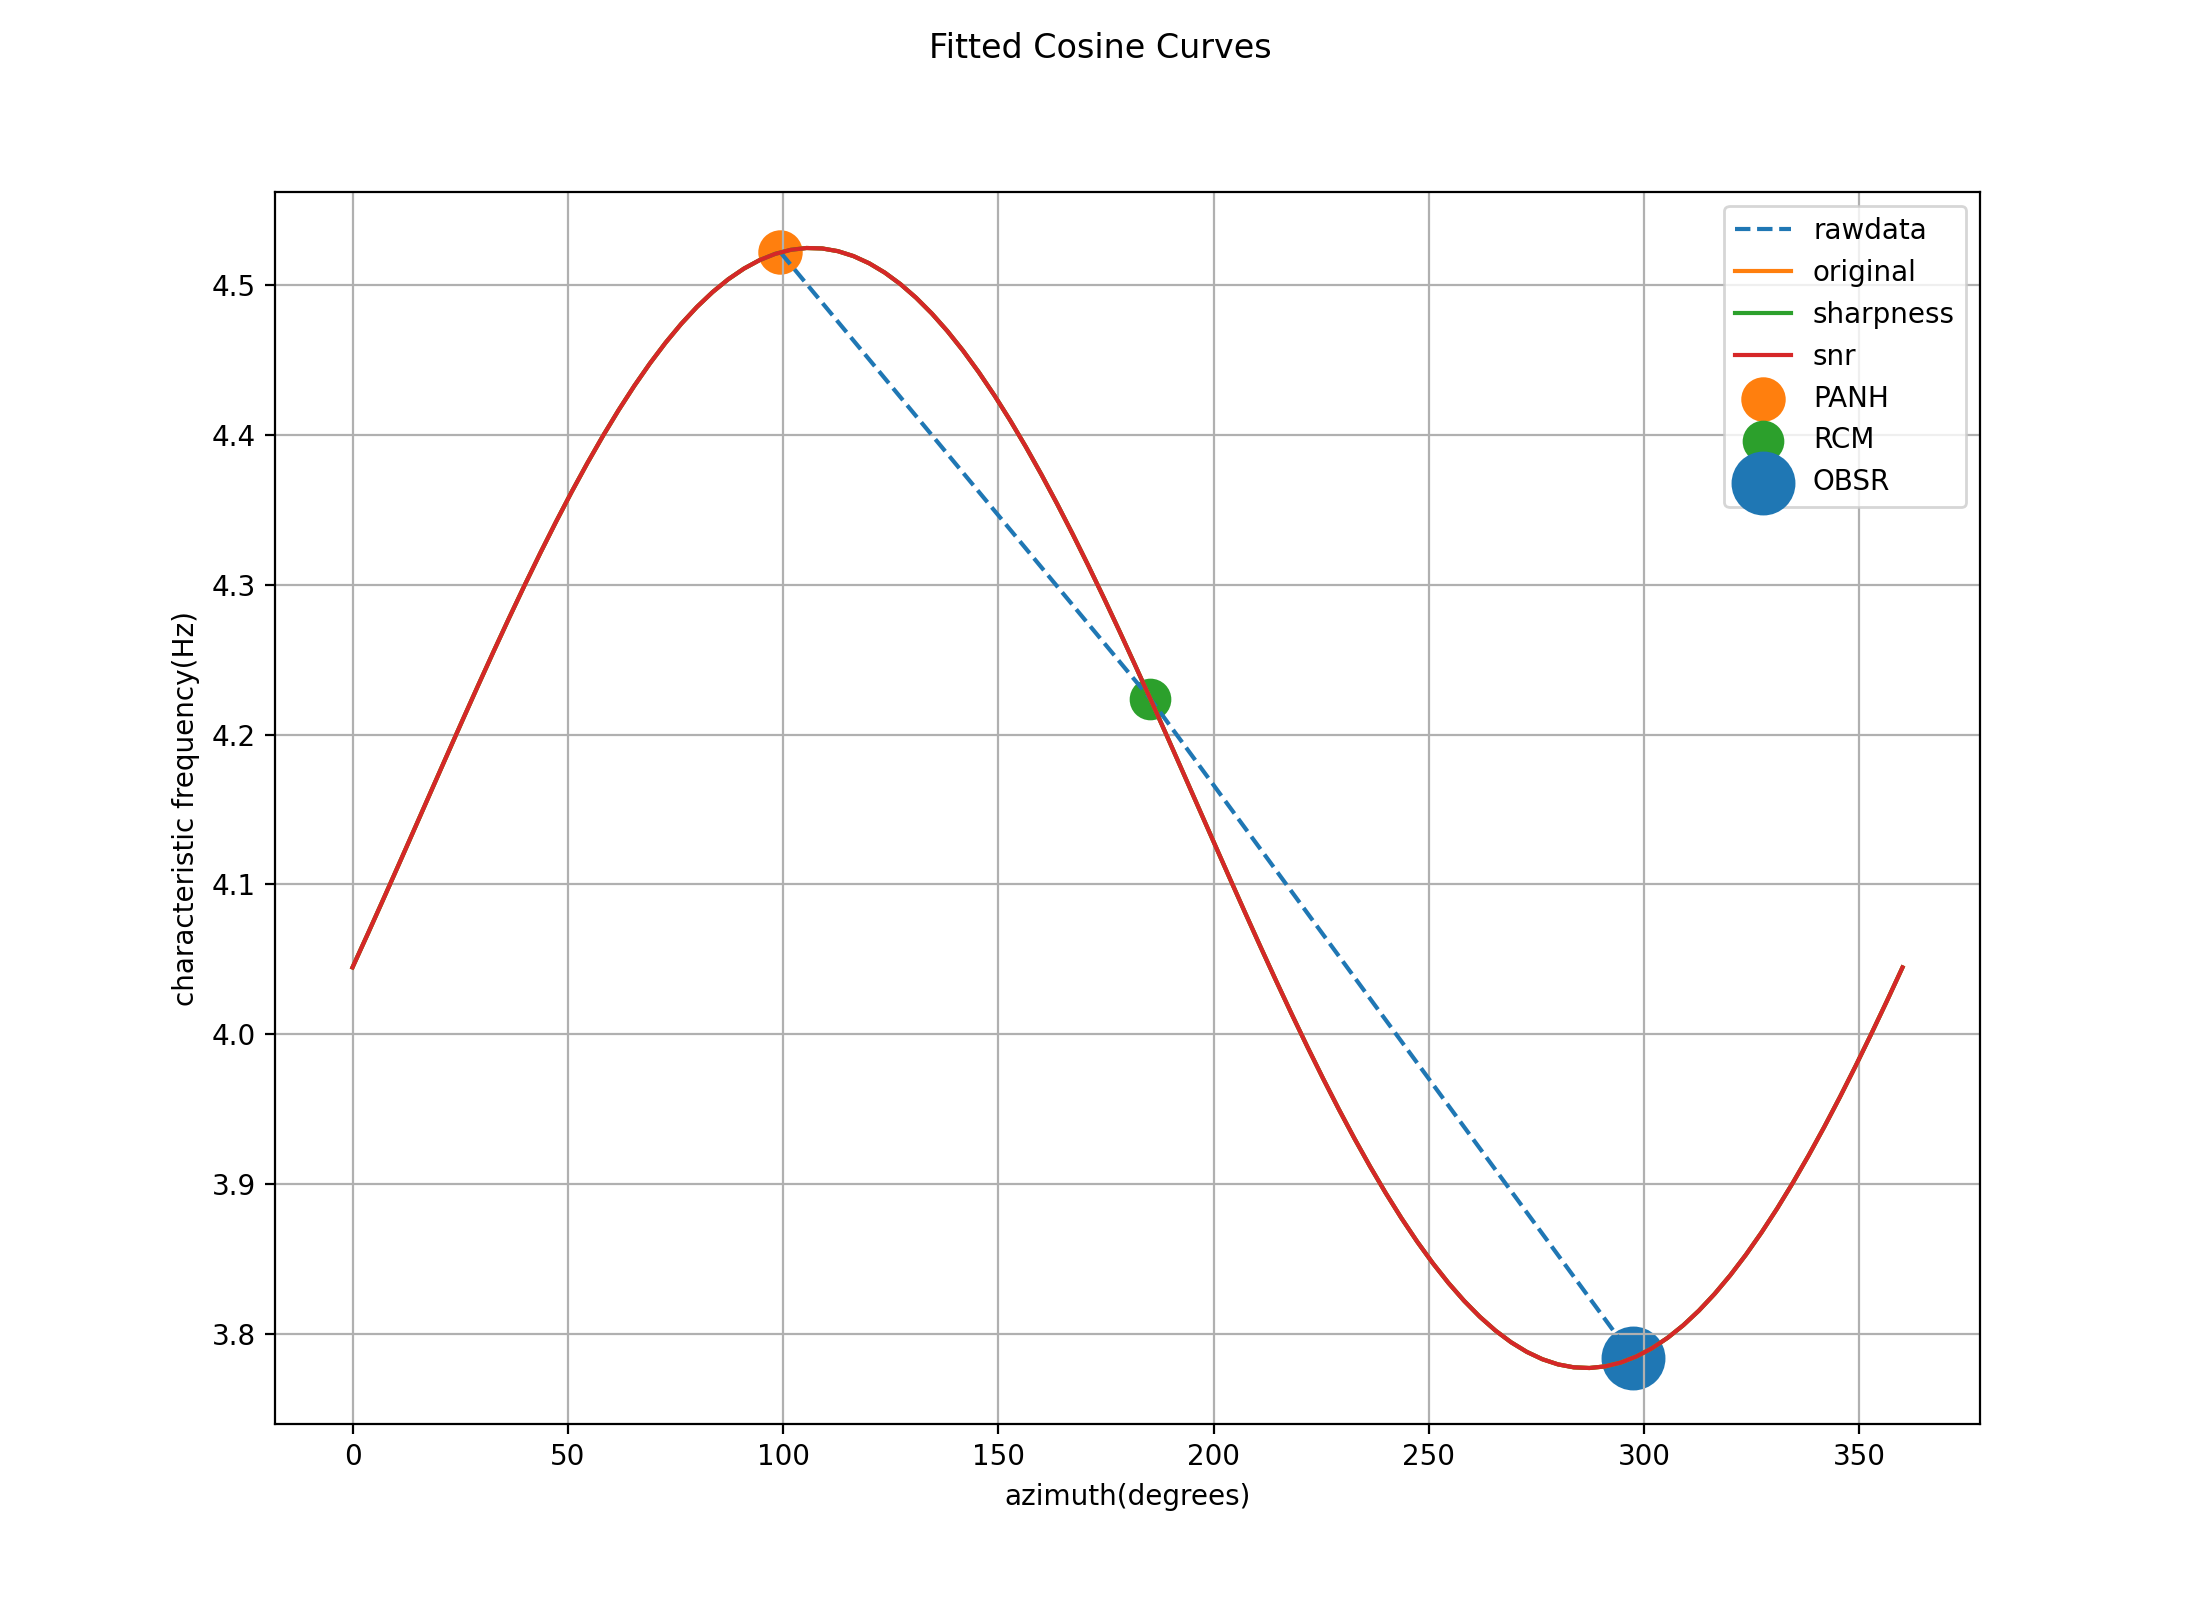 Fitted Cosine Curves
rawdata
original
sharpness
snr
PANH
RCM
OBSR
4.5
4.4
4.3
4.2
4.1
4.0
3.9
3.8
characteristic frequency(Hz)
0 50 100 150 200 250 300 350
azimuth(degrees)